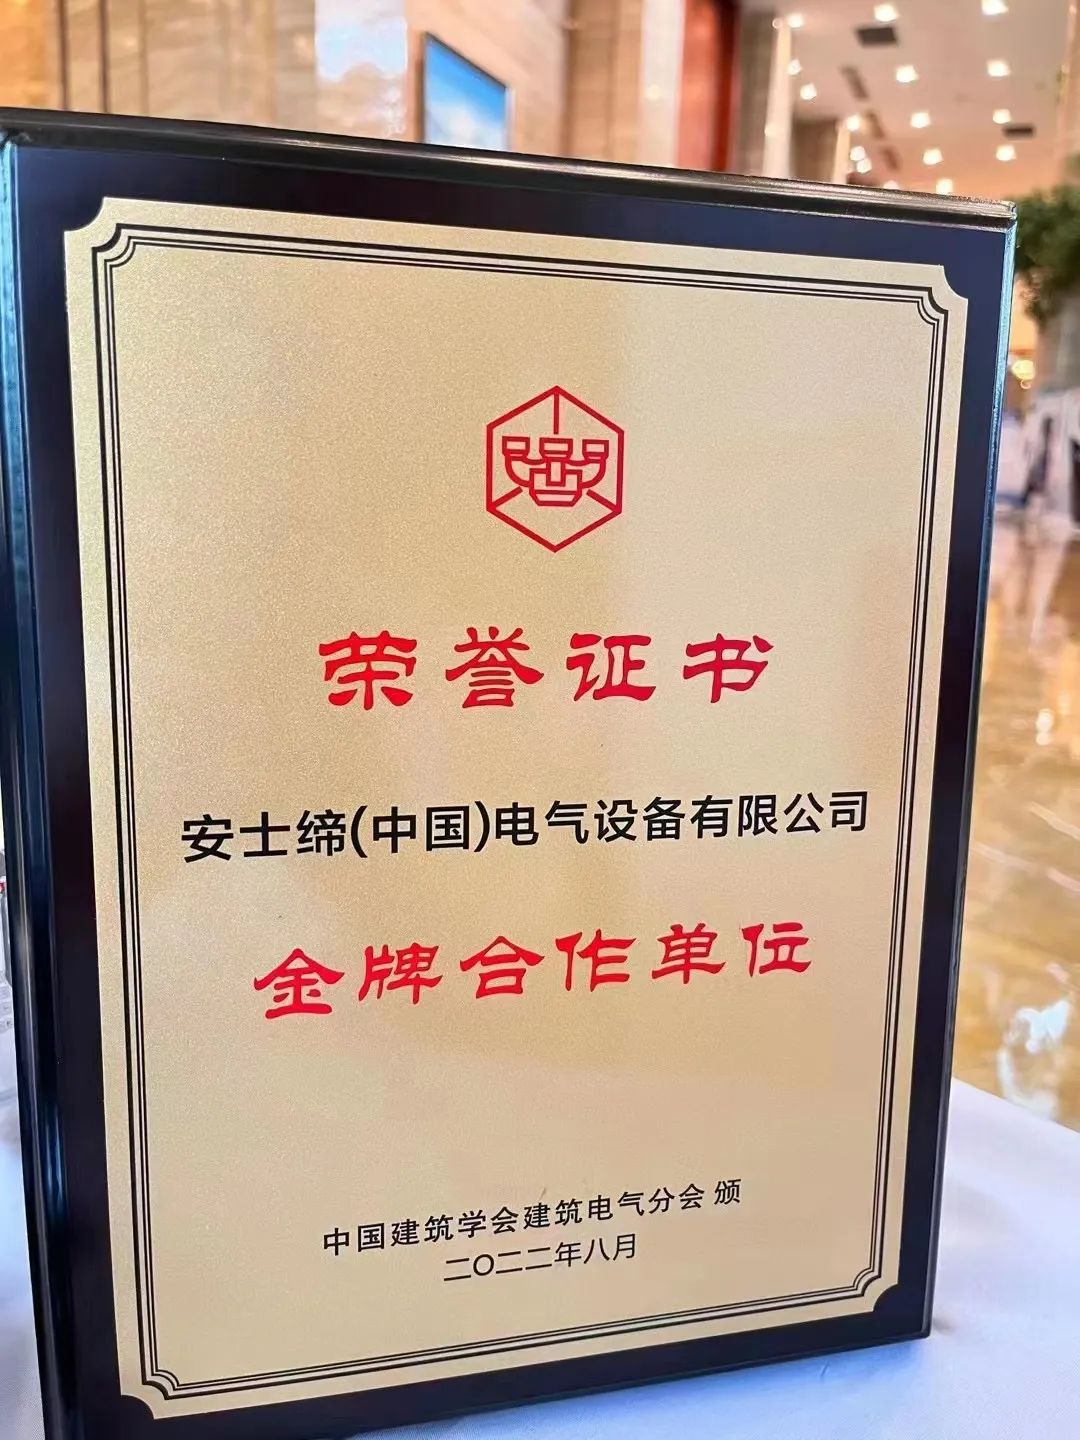 荣誉证书
安士缔(中国)电气设备有限公司
金牌合作单位
中国建筑学会建筑电气分会 颁
二〇二二年八月